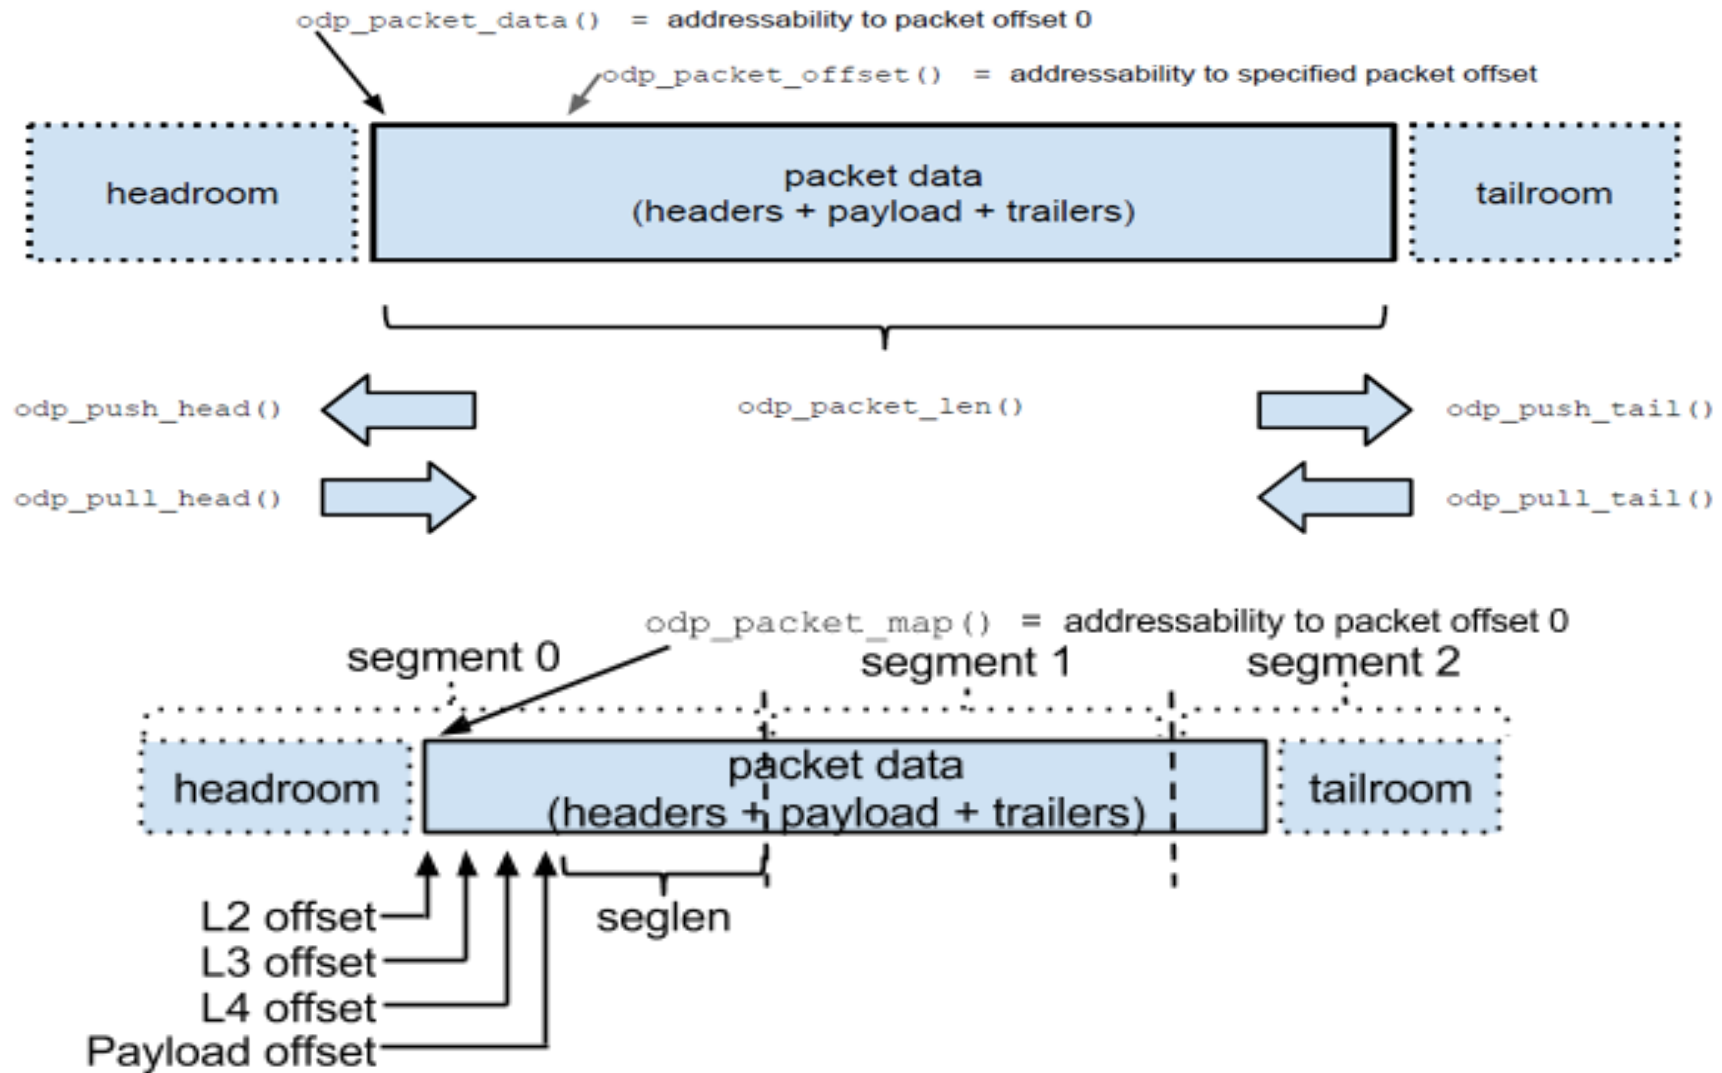 odp_packet_data() = addressability to packet offset 0
odp_packet_offset() = addressability to specified packet offset
headroom
packet data
(headers + payload + trailers)
tailroom
odp_push_head()
odp_packet_len()
odp_push_tail()
odp_pull_head()
odp_pull_tail()
odp_packet_map() = addressability to packet offset 0
segment 0
segment 1
segment 2
headroom
packet data
(headers + payload + trailers)
tailroom
L2 offset
seglen
L3 offset
L4 offset
Payload offset